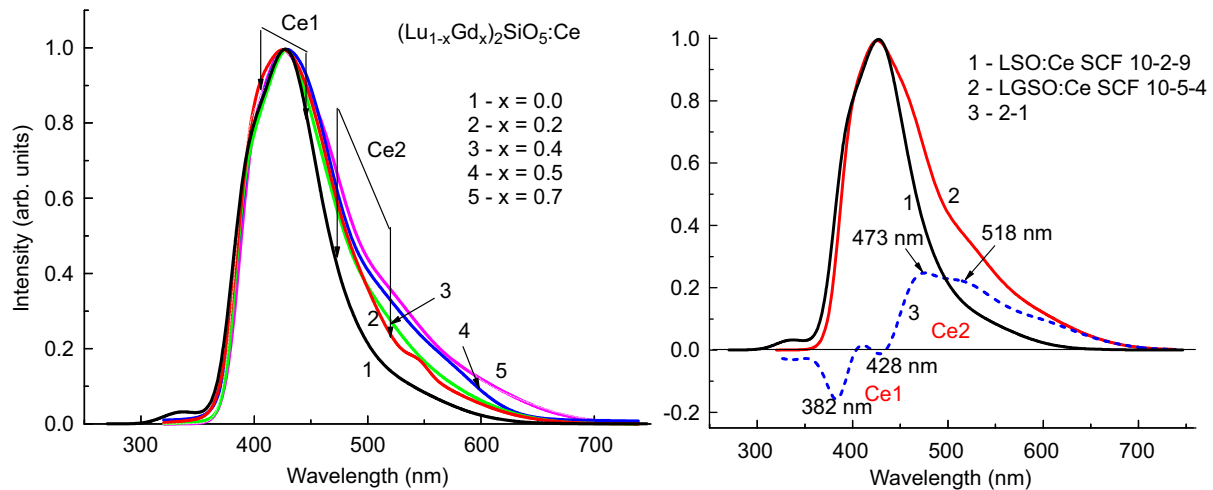 Ce1
(Lu1-xGdx)2SiO5:Ce
1 - x = 0.0
2 - x = 0.2
3 - x = 0.4
4 - x = 0.5
5 - x = 0.7
Ce2
1.0
0.8
0.6
0.4
0.2
0.0
Intensity (arb. units)
1
2
3
4
5
300 400 500 600 700
Wavelength (nm)
1 - LSO:Ce SCF 10-2-9
2 - LGSO:Ce SCF 10-5-4
3 - 2-1
1.0
0.8
0.6
0.4
0.2
0.0
-0.2
1
2
473 nm
518 nm
3
Ce2
428 nm
Ce1
382 nm
300 400 500 600 700
Wavelength (nm)